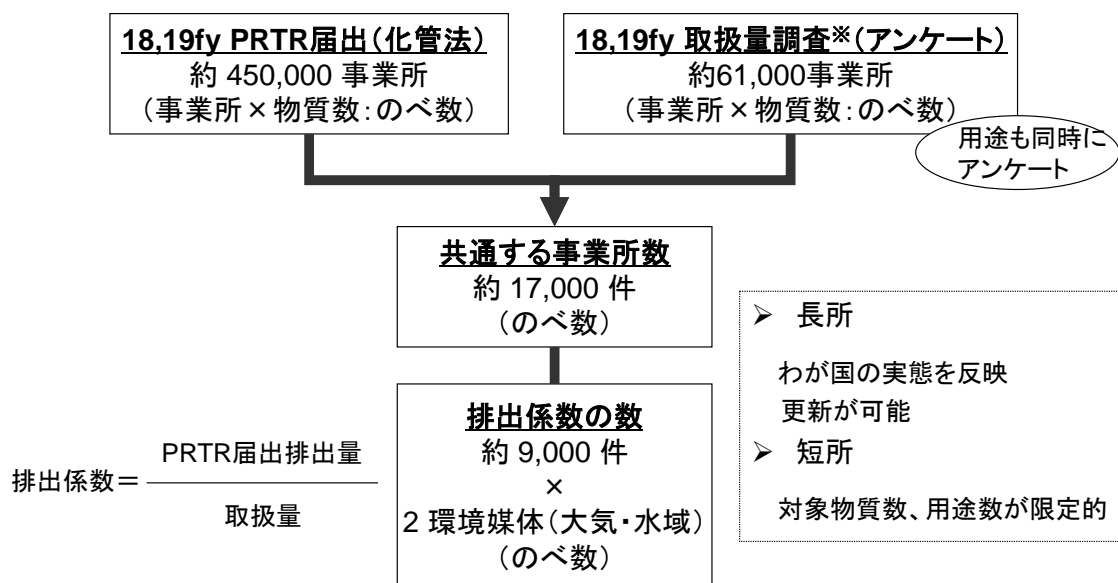 18,19fy PRTR届出(化管法)
約 450,000 事業所
(事業所×物質数:のべ数)
18,19fy 取扱量調査※(アンケート)
約61,000事業所
(事業所×物質数:のべ数)
用途も同時に
アンケート
共通する事業所数
約 17,000 件
(のべ数)
排出係数の数
約 9,000 件
×
2 環境媒体(大気・水域)
(のべ数)
排出係数=
PRTR届出排出量
取扱量
➢ 長所
わが国の実態を反映
更新が可能
➢ 短所
対象物質数、用途数が限定的